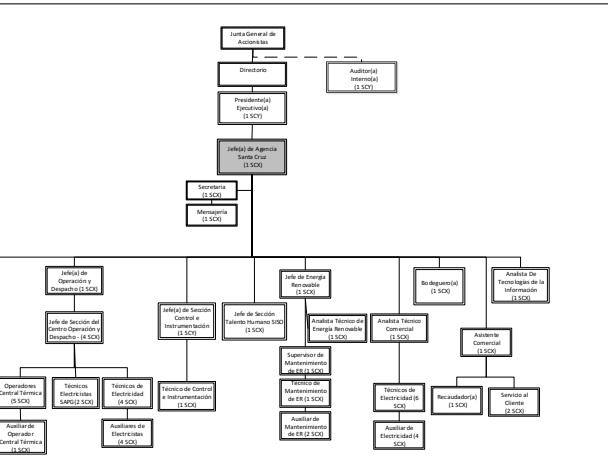 Junta General de
Accionistas
Directorio
Auditor(a)
Interno(a)
(1 SCY)
Presidente(a)
Ejecutivo(a)
(1 SCY)
Jefe(a) de Agencia
Santa Cruz
(1 SCX)
Secretaria
(1 SCX)
Mensajería
(1 SCX)
Jefe(a) de
Operación y
Despacho (1 SCX)
Jefe de Energía
Renovable
(1 SCX)
Bodeguero(a)
(1 SCX)
Analista De
Tecnologías de la
Información
(1 SCX)
Jefe de Sección del
Centro Operación y
Despacho - (4 SCX)
Jefe(a) de Sección
Control e
Instrumentación
(1 SCY)
Jefe de Sección
Talento Humano SISO
(1 SCX)
Analista Técnico de
Energía Renovable
(1 SCX)
Analista Técnico
Comercial
(1 SCX)
Asistente
Comercial
(1 SCX)
Supervisor de
Mantenimiento
de ER (1 SCX)
Operadores
Central Térmica
(5 SCX)
Técnicos
Electricistas
SAPG(2 SCX)
Técnicos de
Electricidad
(4 SCX)
Técnico de Control
e Instrumentación
(1 SCX)
Técnico de
Mantenimiento
de ER (1 SCX)
Técnicos de
Electricidad (6
SCX)
Recaudador(a)
(1 SCX)
Servicio al
Cliente
(2 SCX)
Auxiliar de
Operador
Central Térmica
(1 SCX)
Auxiliares de
Electricistas
(4 SCX)
Auxiliar de
Mantenimiento
de ER (2 SCX)
Auxiliar de
Electricidad (4
SCX)